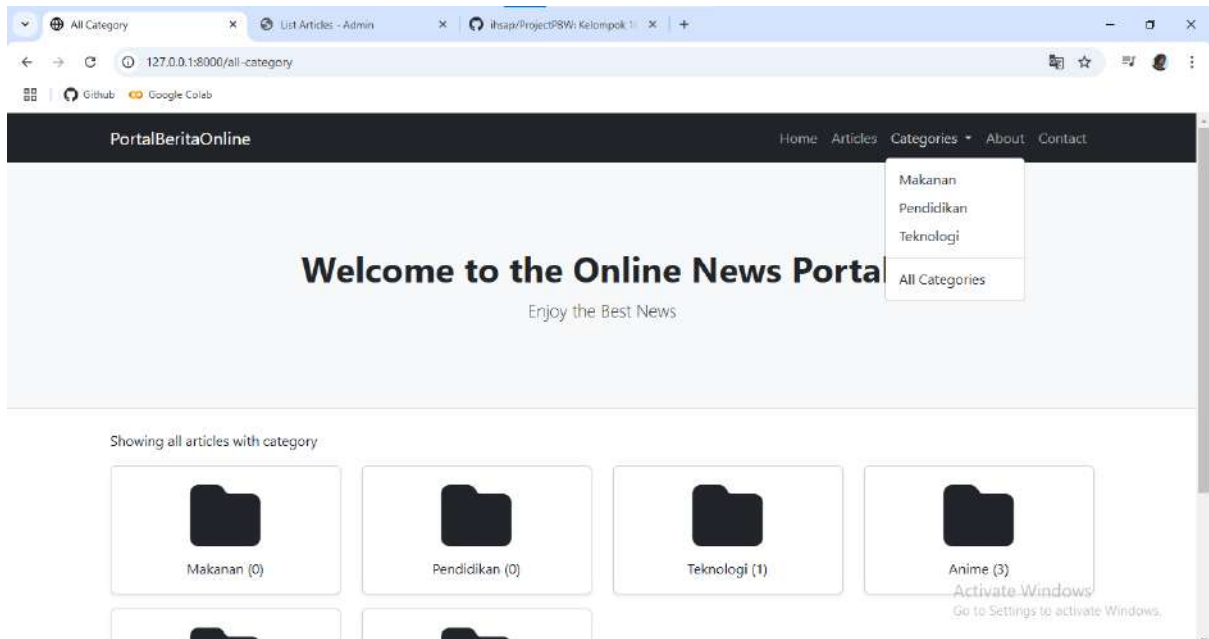 All Category
List Articles - Admin
ihsap/ProjectPBW: Kelompok 1
127.0.0.1:8000/all-category
Github
Google Colab
PortalBeritaOnline
Home Articles Categories About Contact
Makanan
Pendidikan
Teknologi
All Categories
Welcome to the Online News Portal
Enjoy the Best News
Showing all articles with category
Makanan (0)
Pendidikan (0)
Teknologi (1)
Anime (3)
Activate Windows
Go to Settings to activate Windows.